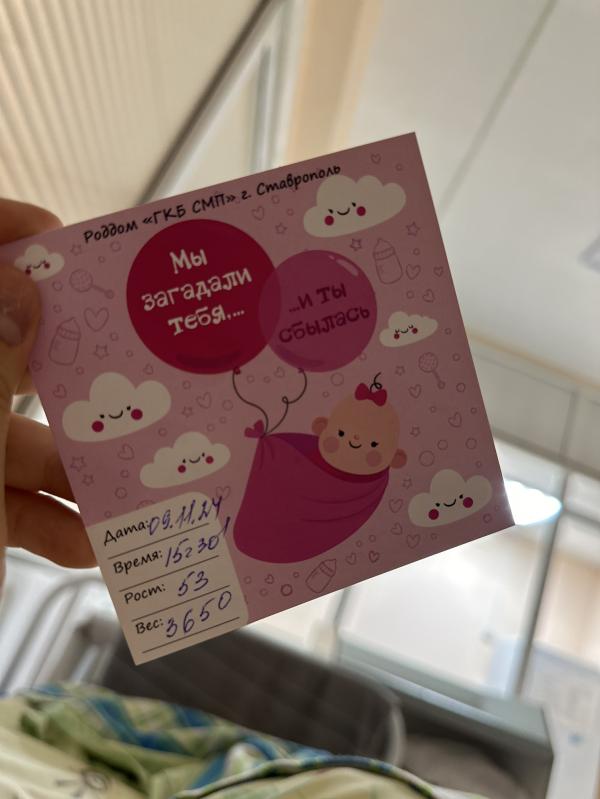 Роддом «ГКБ СМП» г. Ставрополь
Мы
загадали
тебя,...
...и ты
сбылась
Дата: 09.11.24
Время: 15:30
Рост: 53
Вес: 3650